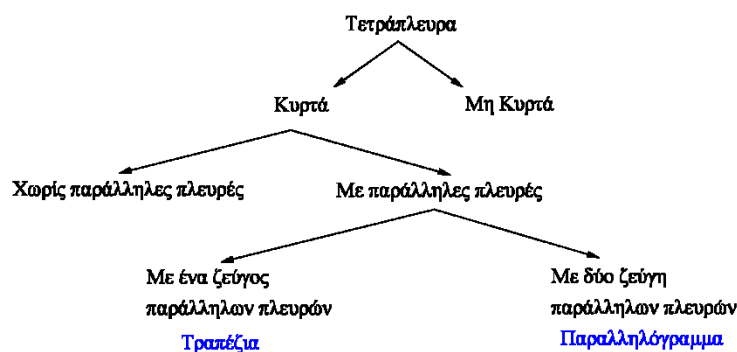 Τετράπλευρα
Κυρτά
Μη Κυρτά
Χωρίς παράλληλες πλευρές
Με παράλληλες πλευρές
Με ένα ζεύγος
παράλληλων πλευρών
Τραπέζια
Με δύο ζεύγη
παράλληλων πλευρών
Παραλληλόγραμμα